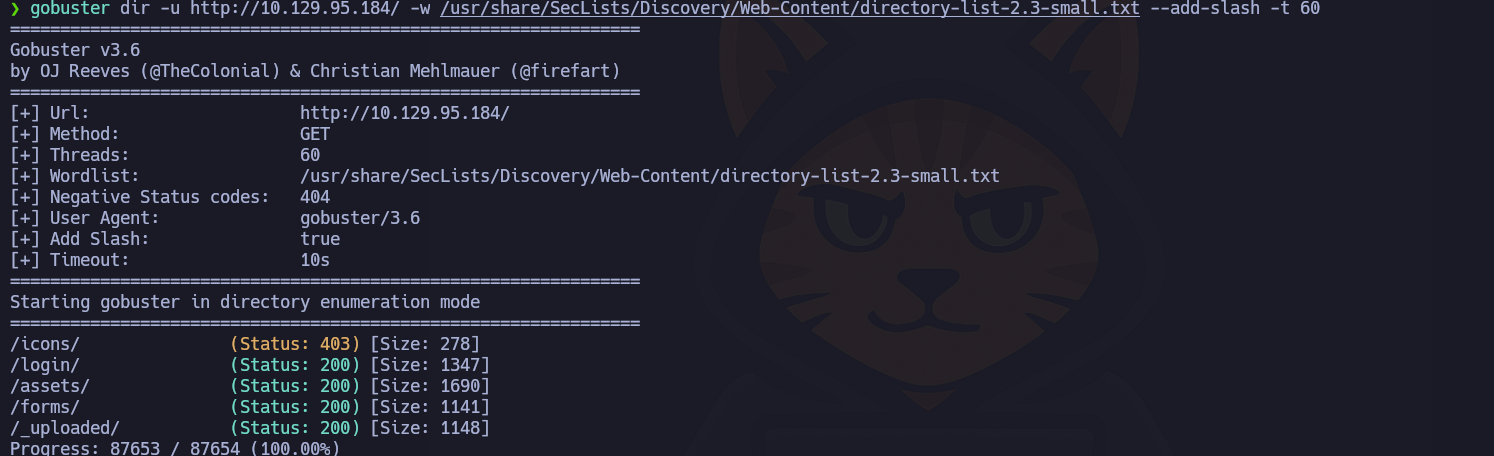 ❯ gobuster dir -u http://10.129.95.184/ -w /usr/share/SecLists/Discovery/Web-Content/directory-list-2.3-small.txt --add-slash -t 60
===============================================================
Gobuster v3.6
by OJ Reeves (@TheColonial) & Christian Mehlmauer (@firefart)
===============================================================
[+] Url:                     http://10.129.95.184/
[+] Method:                  GET
[+] Threads:                 60
[+] Wordlist:                /usr/share/SecLists/Discovery/Web-Content/directory-list-2.3-small.txt
[+] Negative Status codes:   404
[+] User Agent:              gobuster/3.6
[+] Add Slash:               true
[+] Timeout:                 10s
===============================================================
Starting gobuster in directory enumeration mode
===============================================================
/icons/               (Status: 403) [Size: 278]
/login/               (Status: 200) [Size: 1347]
/assets/              (Status: 200) [Size: 1690]
/forms/               (Status: 200) [Size: 1141]
/_uploaded/           (Status: 200) [Size: 1148]
Progress: 87653 / 87654 (100.00%)